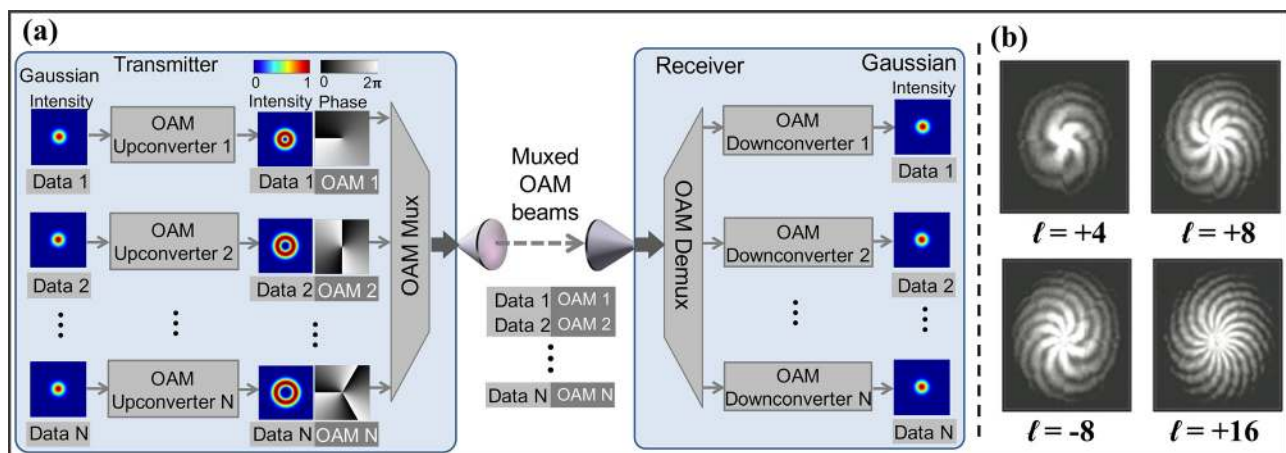 (a)
Transmitter
Gaussian
Intensity
0 1
0 2π
Intensity Phase
OAM
Upconverter 1
Data 1
Data 1 OAM 1
OAM
Upconverter 2
Data 2
Data 2 OAM 2
OAM
Upconverter N
Data N
Data N OAM N
OAM Mux
Muxed
OAM
beams
Data 1 OAM 1
Data 2 OAM 2
Data N OAM N
Receiver
Gaussian
Intensity
OAM Demux
OAM
Downconverter 1
Data 1
OAM
Downconverter 2
Data 2
OAM
Downconverter N
Data N
(b)
ℓ = +4
ℓ = +8
ℓ = -8
ℓ = +16